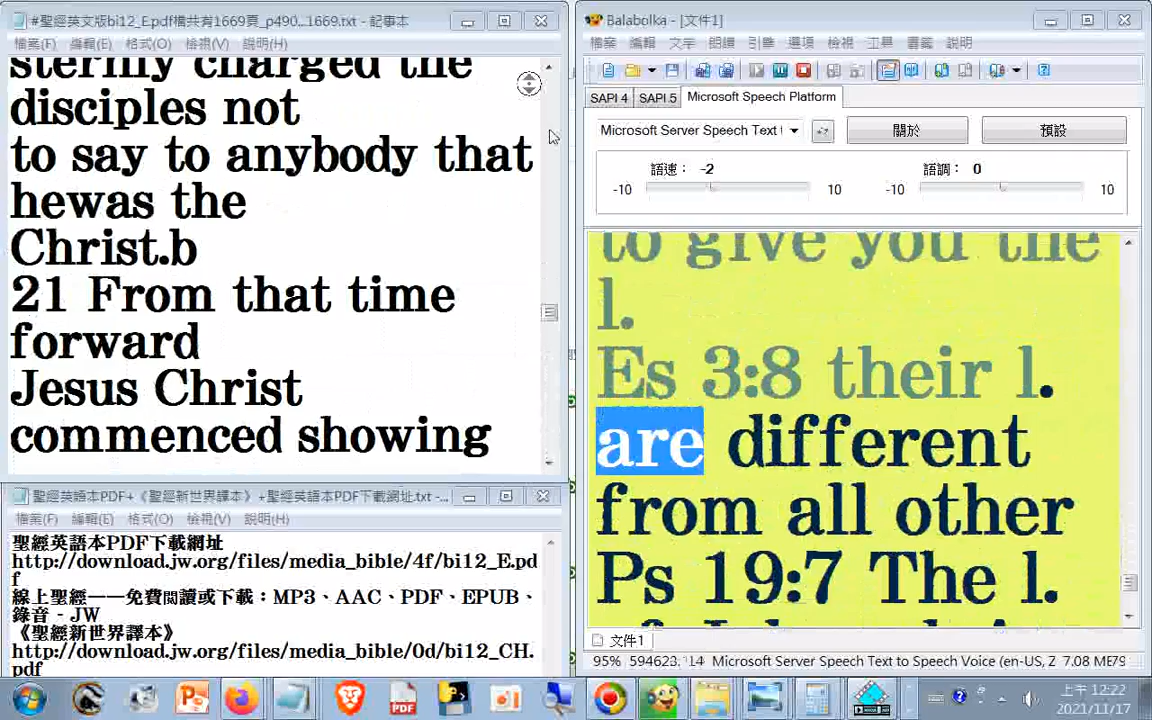 #聖經英文版bi12_E.pdf檔共有1669頁_p490...1669.txt - 記事本
檔案(F) 編輯(E) 格式(O) 檢視(V) 說明(H)
sternly charged the
disciples not
to say to anybody that
hewas the
Christ.b
21 From that time
forward
Jesus Christ
commenced showing
聖經英語本PDF+《聖經新世界譯本》+聖經英語本PDF下載網址.txt - ...
檔案(F) 編輯(E) 格式(O) 檢視(V) 說明(H)
聖經英語本PDF下載網址
http://download.jw.org/files/media_bible/4f/bi12_E.pd
f
線上聖經——免費閱讀或下載：MP3、AAC、PDF、EPUB、
錄音 - JW
《聖經新世界譯本》
http://download.jw.org/files/media_bible/0d/bi12_CH.
pdf
Balabolka - [文件1]
檔案 編輯 文字 朗讀 引擎 選項 檢視 工具 書籤 說明
SAPI 4 SAPI 5 Microsoft Speech Platform
Microsoft Server Speech Text 關於 預設
語速： -2 語調： 0
-10 10 -10 10
to give you the
l.
Es 3:8 their l.
are different
from all other
Ps 19:7 The l.
文件1
95% 594623: 14 Microsoft Server Speech Text to Speech Voice (en-US, Z 7.08 ME79
上午 12:22
2021/11/17